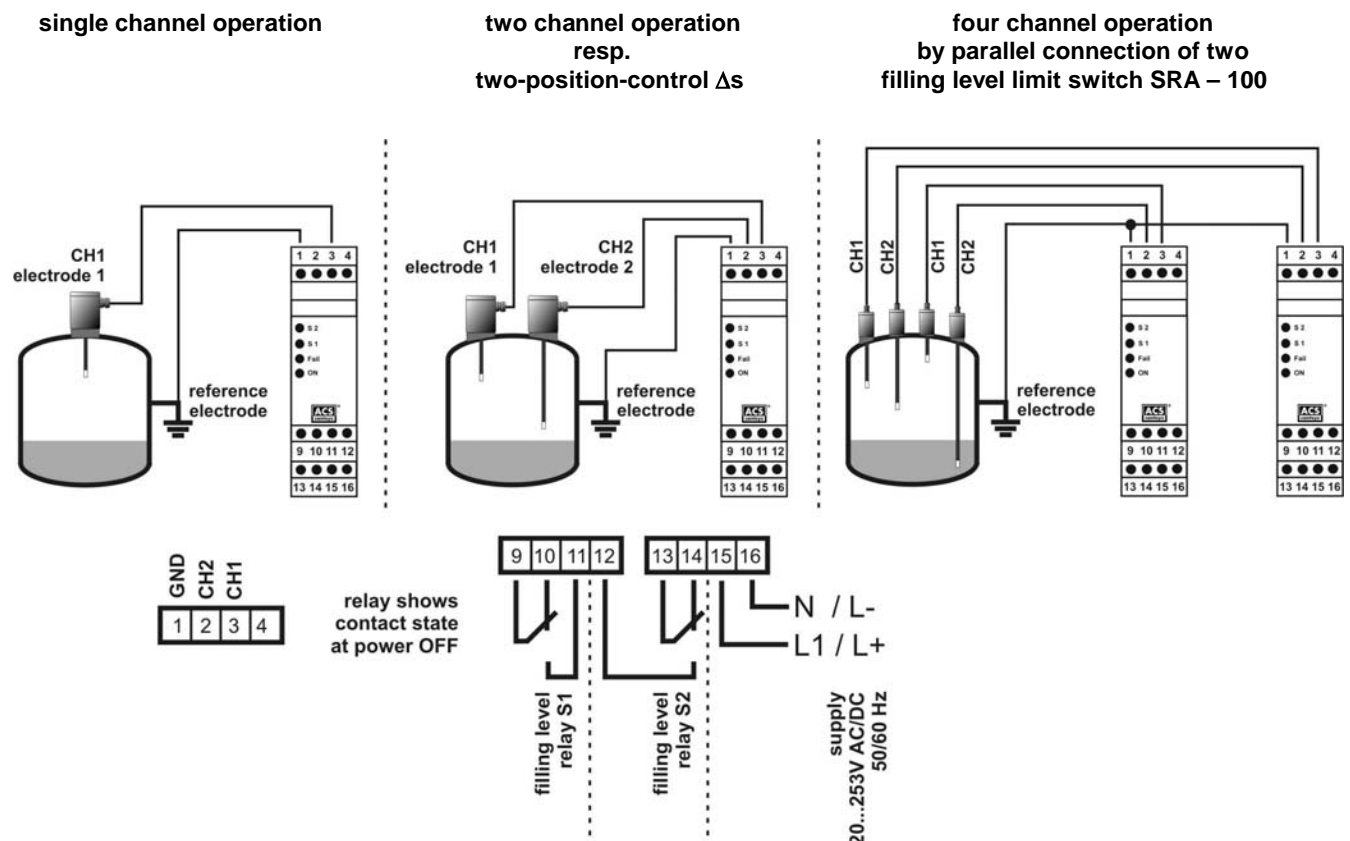 single channel operation
two channel operation
resp.
two-position-control Δs
four channel operation
by parallel connection of two
filling level limit switch SRA – 100
CH1
electrode 1
reference
electrode
1 2 3 4
S 2
S 1
Fail
ON
ACS
9 10 11 12
13 14 15 16
CH1
electrode 1
CH2
electrode 2
reference
electrode
1 2 3 4
S 2
S 1
Fail
ON
ACS
9 10 11 12
13 14 15 16
CH1
CH2
CH1
CH2
reference
electrode
1 2 3 4
S 2
S 1
Fail
ON
ACS
9 10 11 12
13 14 15 16
1 2 3 4
S 2
S 1
Fail
ON
ACS
9 10 11 12
13 14 15 16
GND
CH2
CH1
1 2 3 4
relay shows
contact state
at power OFF
9 10 11 12
13 14 15 16
N / L-
L1 / L+
filling level
relay S1
filling level
relay S2
supply
20...253V AC/DC
50/60 Hz